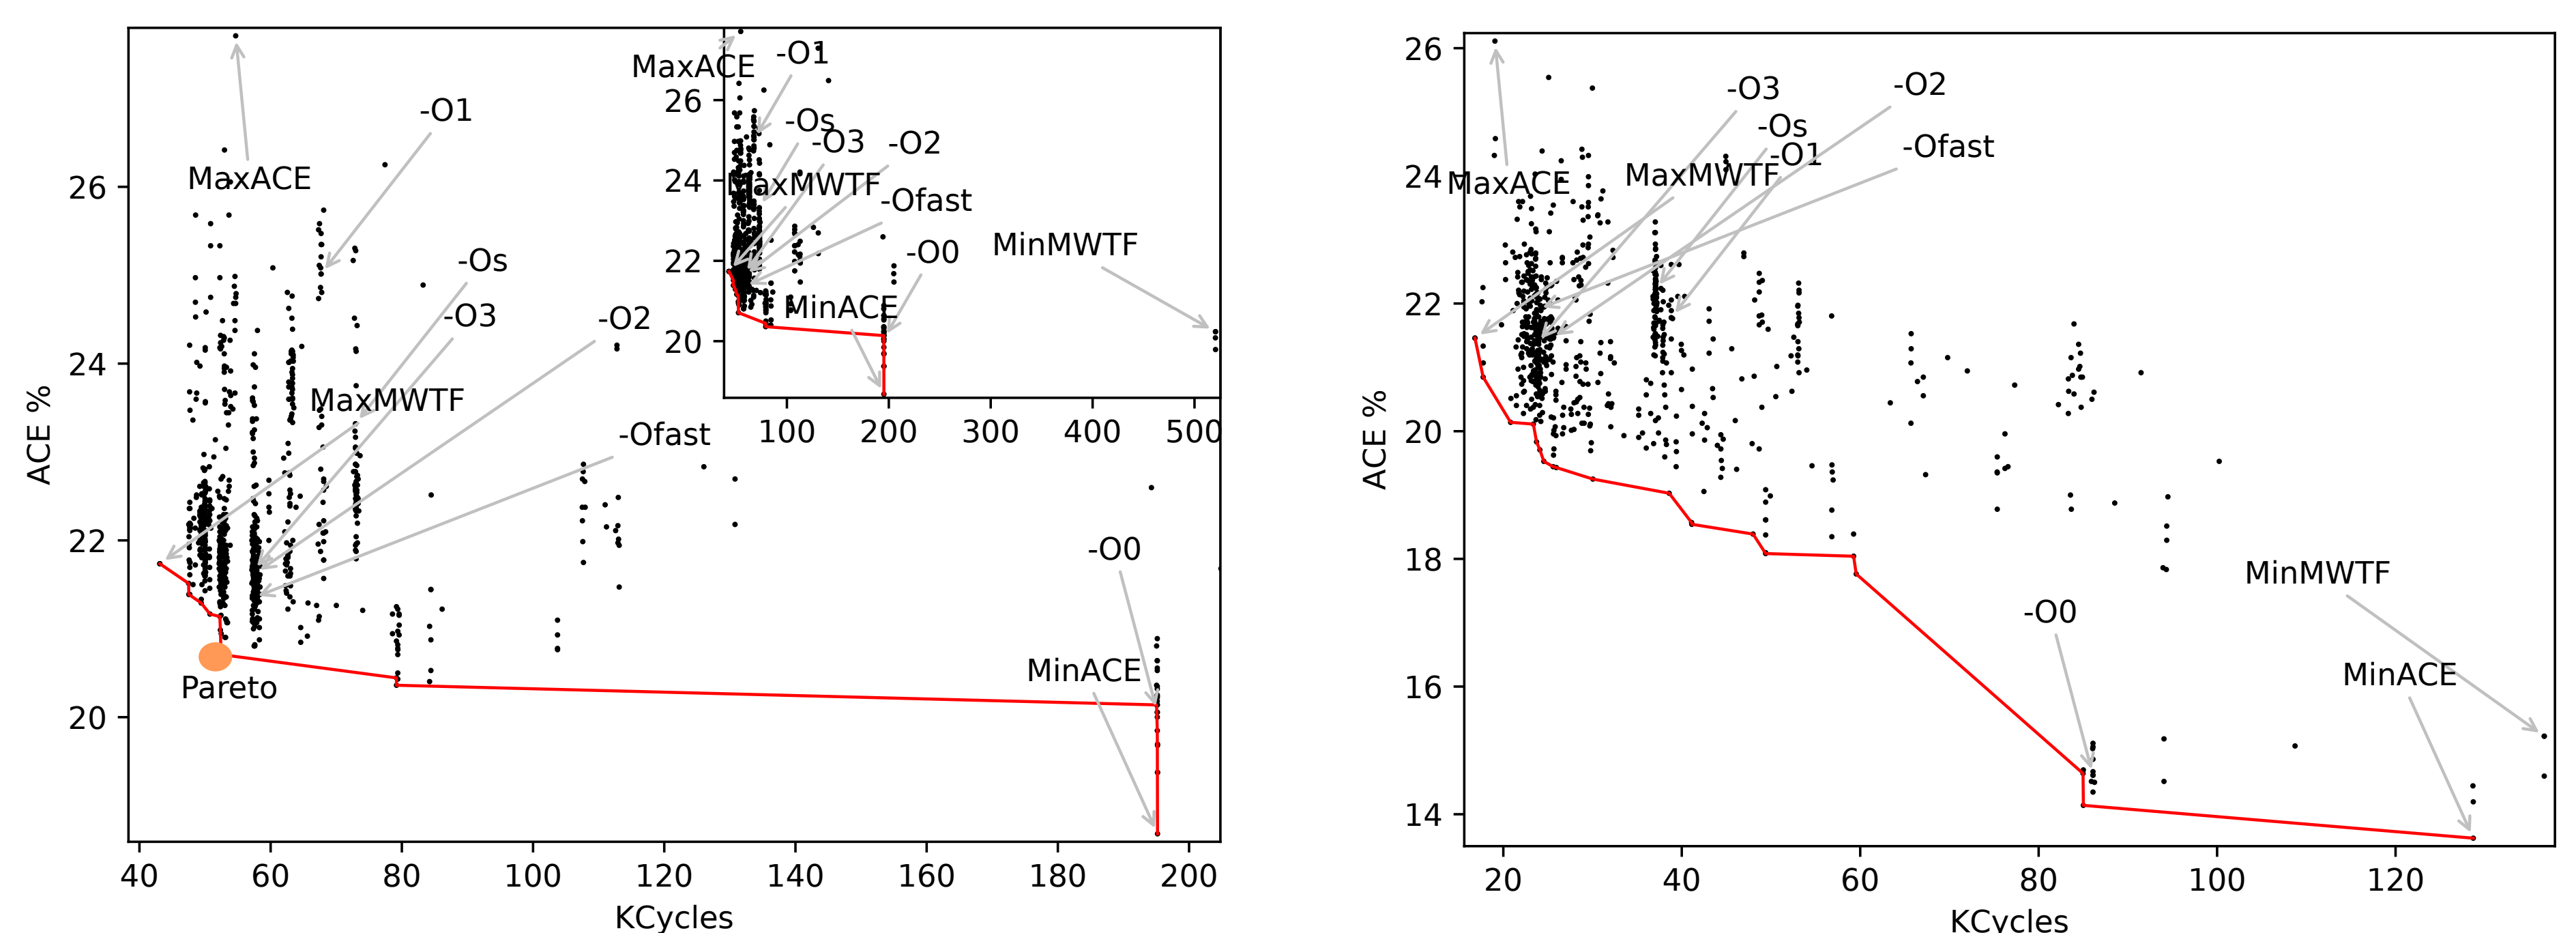 MaxACE
-O1
-Os
-O3
-O2
MaxMWTF
-Ofast
-O0
MinACE
Pareto
26
24
22
20
ACE %
40
60
80
100
120
140
160
180
200
KCycles
MaxACE
-O1
-Os
-O3
-O2
MaxMWTF
-Ofast
-O0
MinMWTF
MinACE
26
24
22
20
100
200
300
400
500
-O3
-O2
-Os
-O1
-Ofast
MaxMWTF
MaxACE
MinMWTF
-O0
MinACE
26
24
22
20
18
16
14
ACE %
20
40
60
80
100
120
KCycles